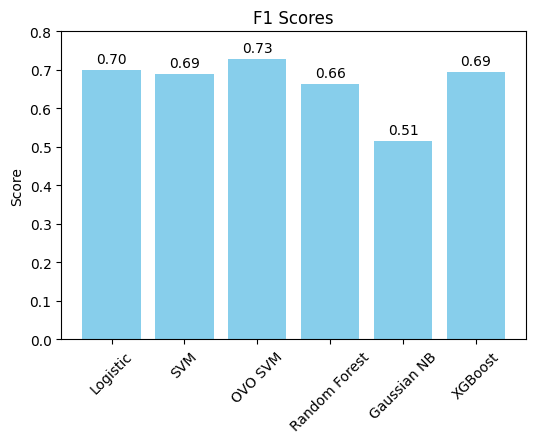 F1 Scores
0.8
0.7
0.6
0.5
0.4
0.3
0.2
0.1
0.0
Score
0.70
0.69
0.73
0.66
0.51
0.69
Logistic
SVM
OVO SVM
Random Forest
Gaussian NB
XGBoost